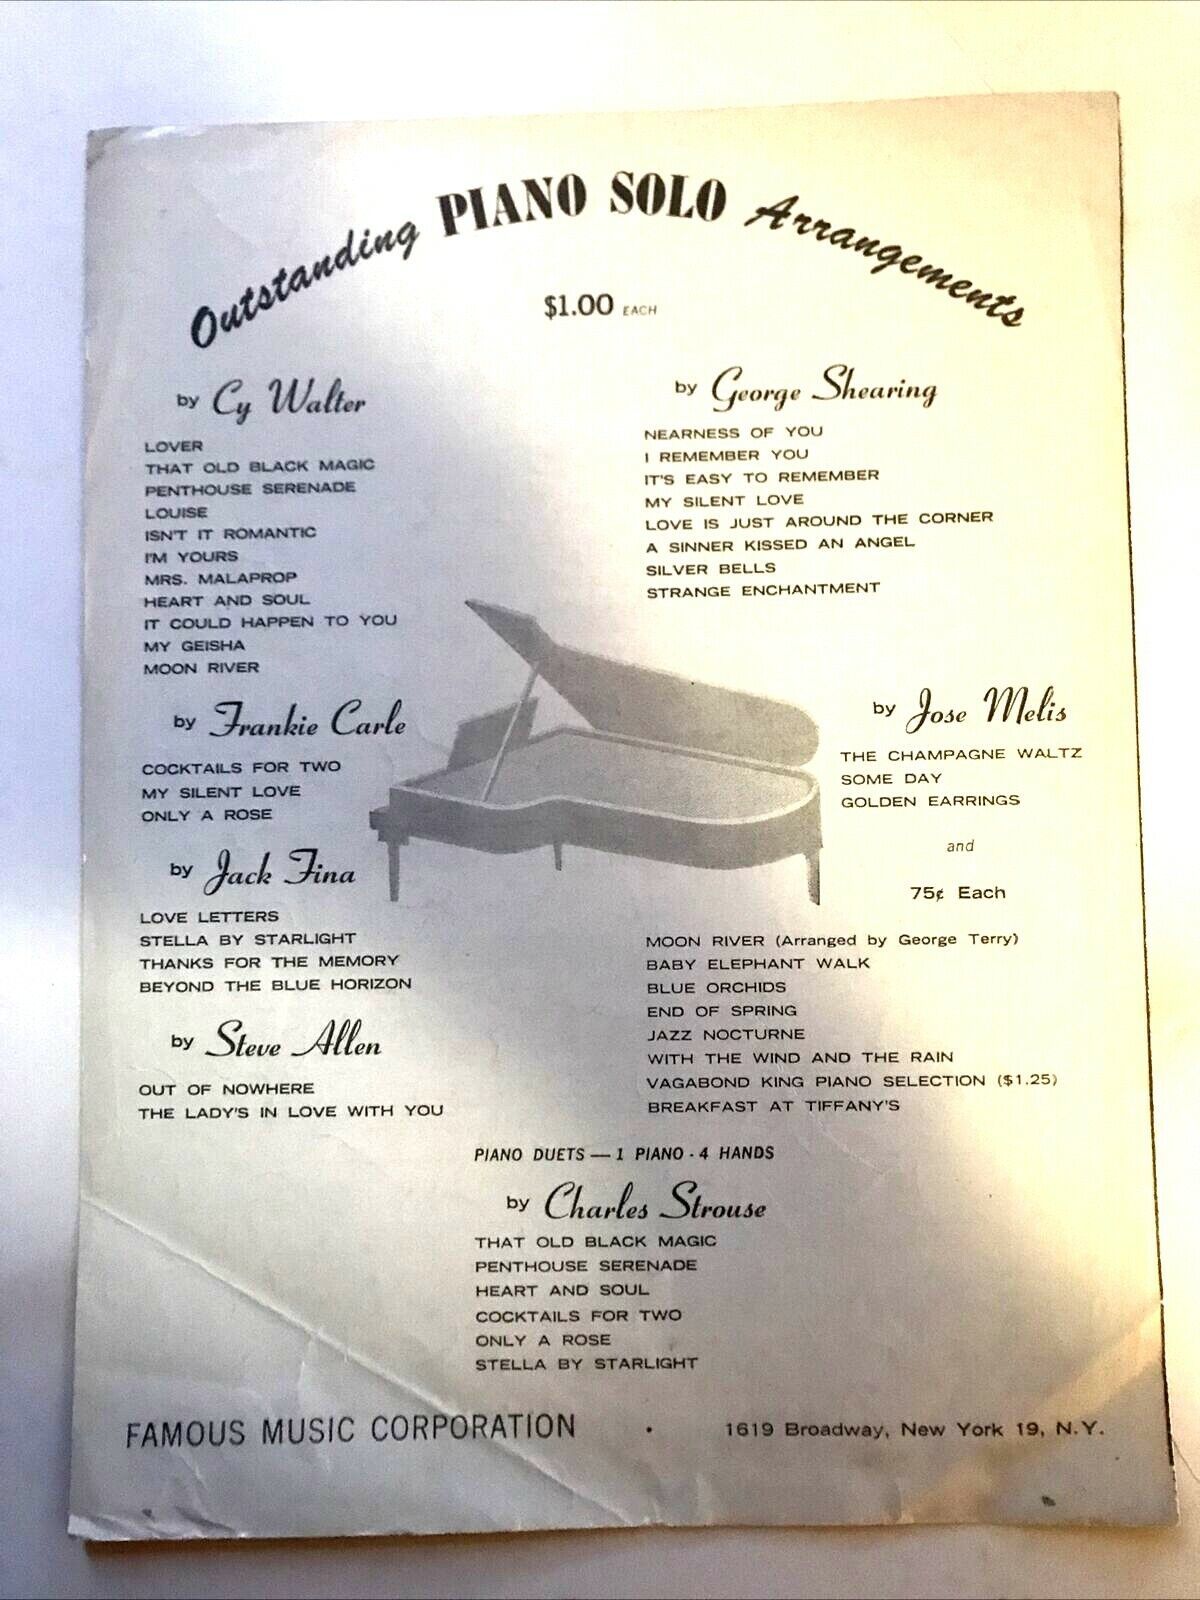 Outstanding PIANO SOLO Arrangements
$1.00 EACH
by Cy Walter
LOVER
THAT OLD BLACK MAGIC
PENTHOUSE SERENADE
LOUISE
ISN'T IT ROMANTIC
I'M YOURS
MRS. MALAPROP
HEART AND SOUL
IT COULD HAPPEN TO YOU
MY GEISHA
MOON RIVER
by Frankie Carle
COCKTAILS FOR TWO
MY SILENT LOVE
ONLY A ROSE
by Jack Fina
LOVE LETTERS
STELLA BY STARLIGHT
THANKS FOR THE MEMORY
BEYOND THE BLUE HORIZON
by Steve Allen
OUT OF NOWHERE
THE LADY'S IN LOVE WITH YOU
by George Shearing
NEARNESS OF YOU
I REMEMBER YOU
IT'S EASY TO REMEMBER
MY SILENT LOVE
LOVE IS JUST AROUND THE CORNER
A SINNER KISSED AN ANGEL
SILVER BELLS
STRANGE ENCHANTMENT
by Jose Melis
THE CHAMPAGNE WALTZ
SOME DAY
GOLDEN EARRINGS
and
75¢ Each
MOON RIVER (Arranged by George Terry)
BABY ELEPHANT WALK
BLUE ORCHIDS
END OF SPRING
JAZZ NOCTURNE
WITH THE WIND AND THE RAIN
VAGABOND KING PIANO SELECTION ($1.25)
BREAKFAST AT TIFFANY'S
PIANO DUETS — 1 PIANO - 4 HANDS
by Charles Strouse
THAT OLD BLACK MAGIC
PENTHOUSE SERENADE
HEART AND SOUL
COCKTAILS FOR TWO
ONLY A ROSE
STELLA BY STARLIGHT
FAMOUS MUSIC CORPORATION • 1619 Broadway, New York 19, N.Y.